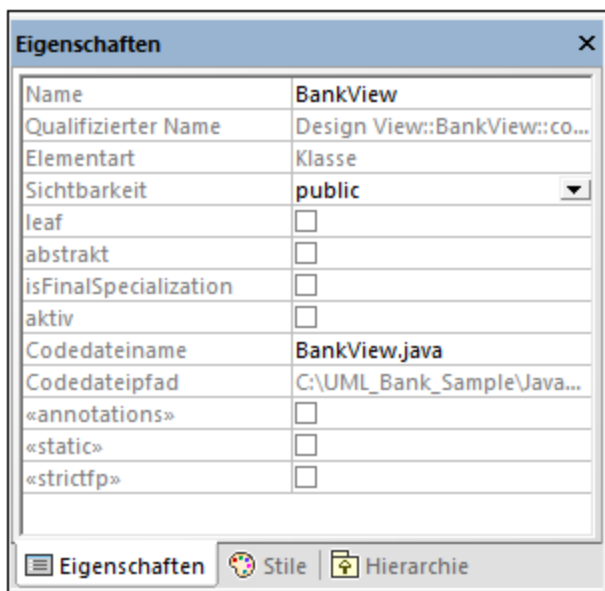 Eigenschaften
Name BankView
Qualifizierter Name Design View::BankView::co...
Elementart Klasse
Sichtbarkeit public
leaf
abstrakt
isFinalSpecialization
aktiv
Codedateiname BankView.java
Codedateipfad C:\UML_Bank_Sample\Java...
«annotations»
«static»
«strictfp»
Eigenschaften Stile Hierarchie